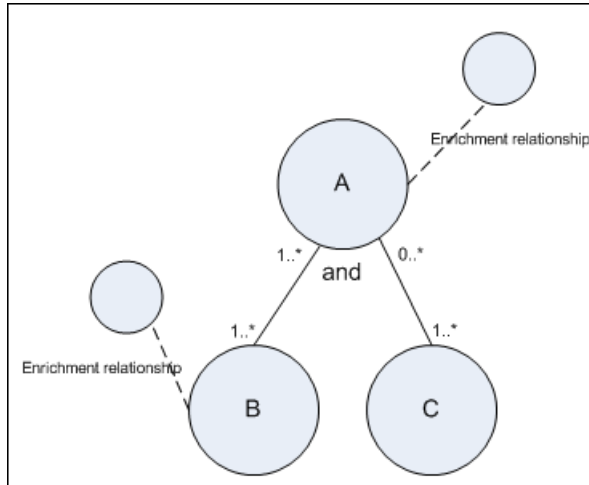 Enrichment relationship
A
1..*
and
0..*
1..*
1..*
Enrichment relationship
B
C